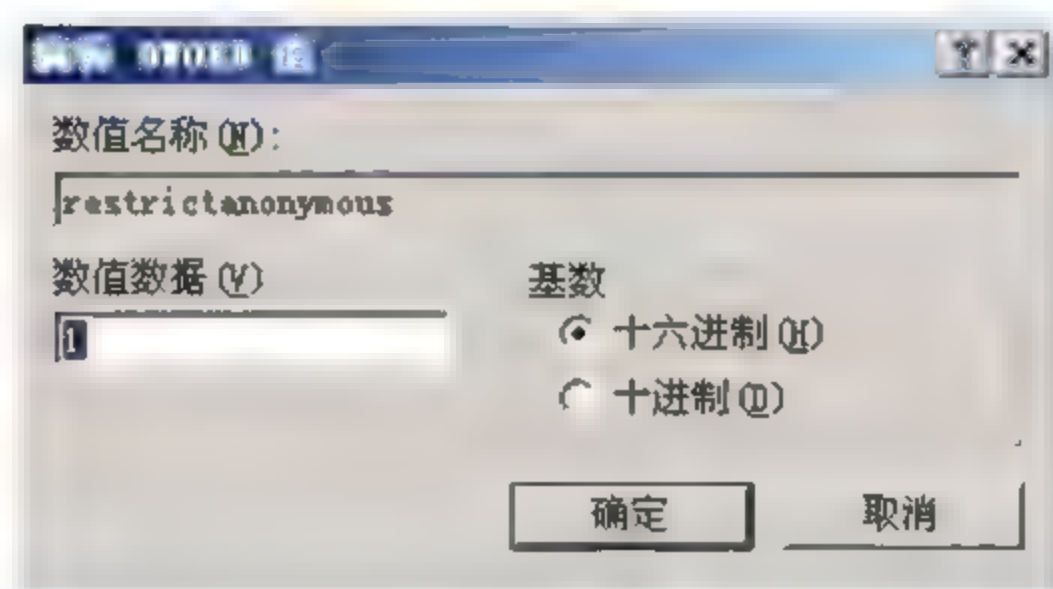 数值名称(N):
restrictanonymous
数值数据(V)
基数
1
十六进制(H)
十进制(D)
确定
取消